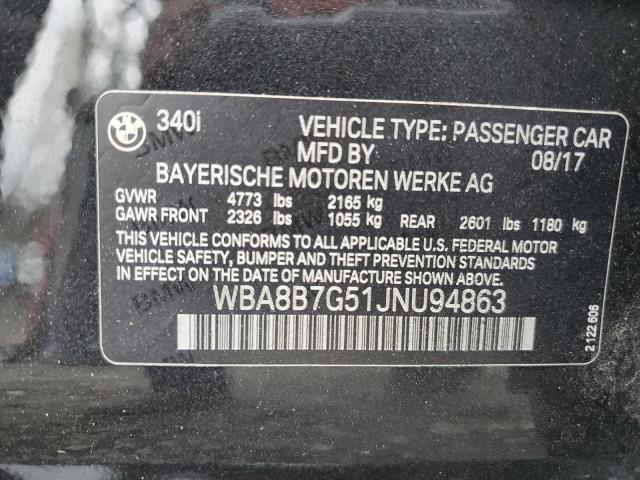 340i VEHICLE TYPE: PASSENGER CAR
MFD BY 08/17
BAYERISCHE MOTOREN WERKE AG
GVWR 4773 lbs 2165 kg
GAWR FRONT 2326 lbs 1055 kg REAR 2601 lbs 1180 kg
THIS VEHICLE CONFORMS TO ALL APPLICABLE U.S. FEDERAL MOTOR
VEHICLE SAFETY, BUMPER AND THEFT PREVENTION STANDARDS
IN EFFECT ON THE DATE OF MANUFACTURE SHOWN ABOVE.
WBA8B7G51JNU94863
2122606